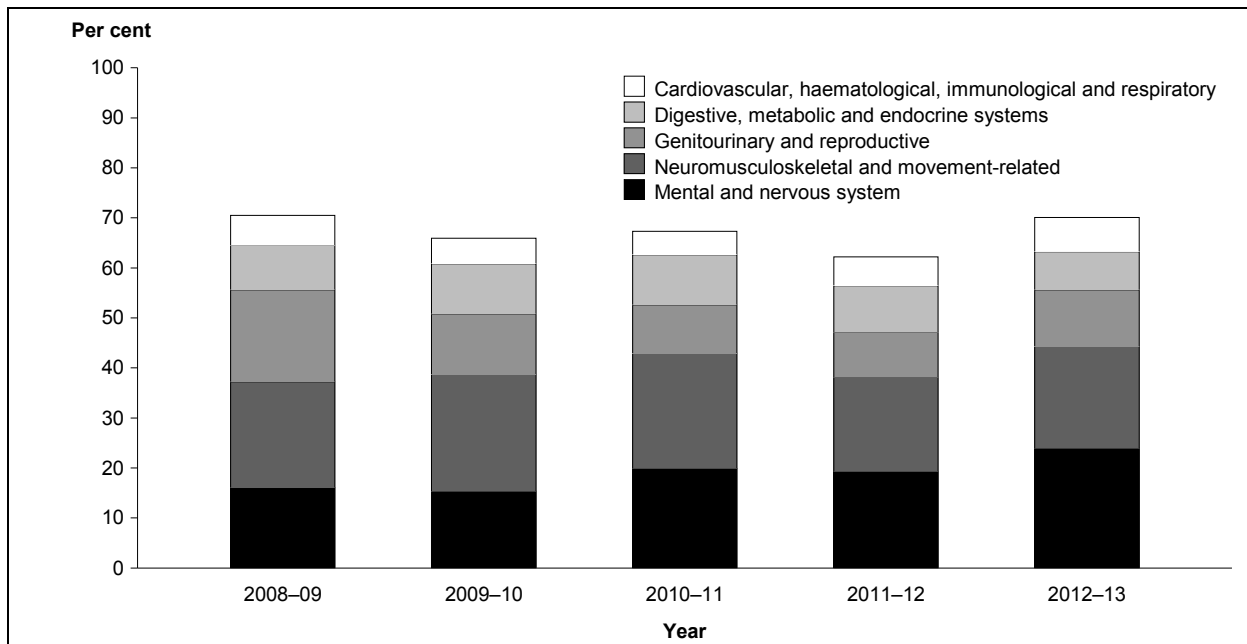 Per cent
100
90
80
70
60
50
40
30
20
10
0
Cardiovascular, haematological, immunological and respiratory
Digestive, metabolic and endocrine systems
Genitourinary and reproductive
Neuromusculoskeletal and movement-related
Mental and nervous system
2008–09
2009–10
2010–11
2011–12
2012–13
Year